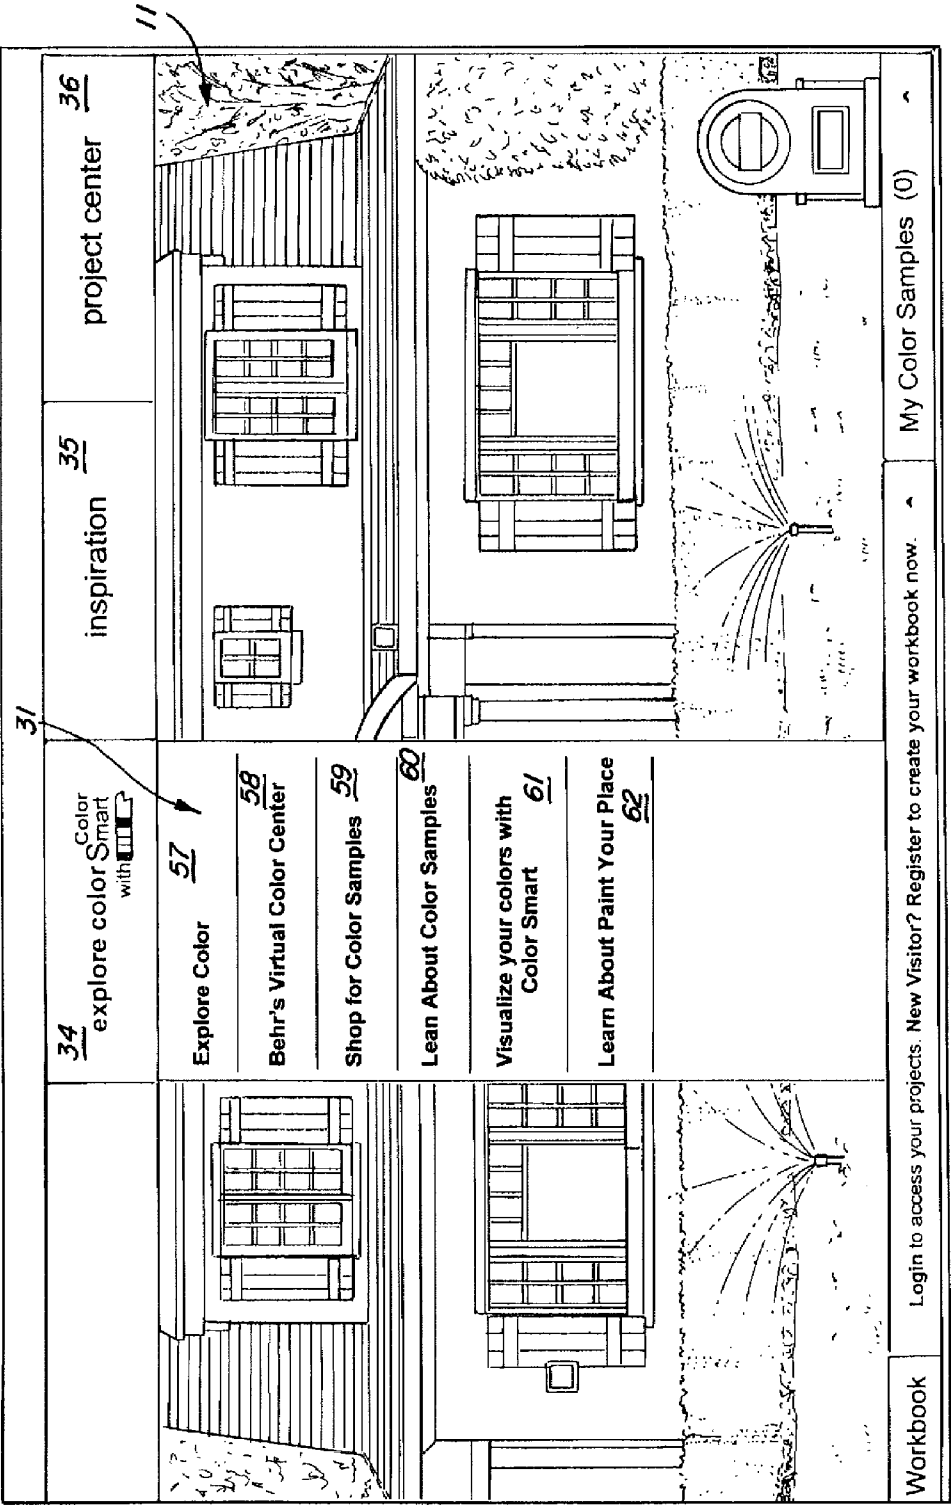 11
31
34
explore color Color
with Smart
inspiration 35
project center 36
Explore Color 57
Behr's Virtual Color Center 58
Shop for Color Samples 59
Lean About Color Samples 60
Visualize your colors with
Color Smart 61
Learn About Paint Your Place
62
Workbook
Login to access your projects. New Visitor? Register to create your workbook now. ^
My Color Samples (0) ^